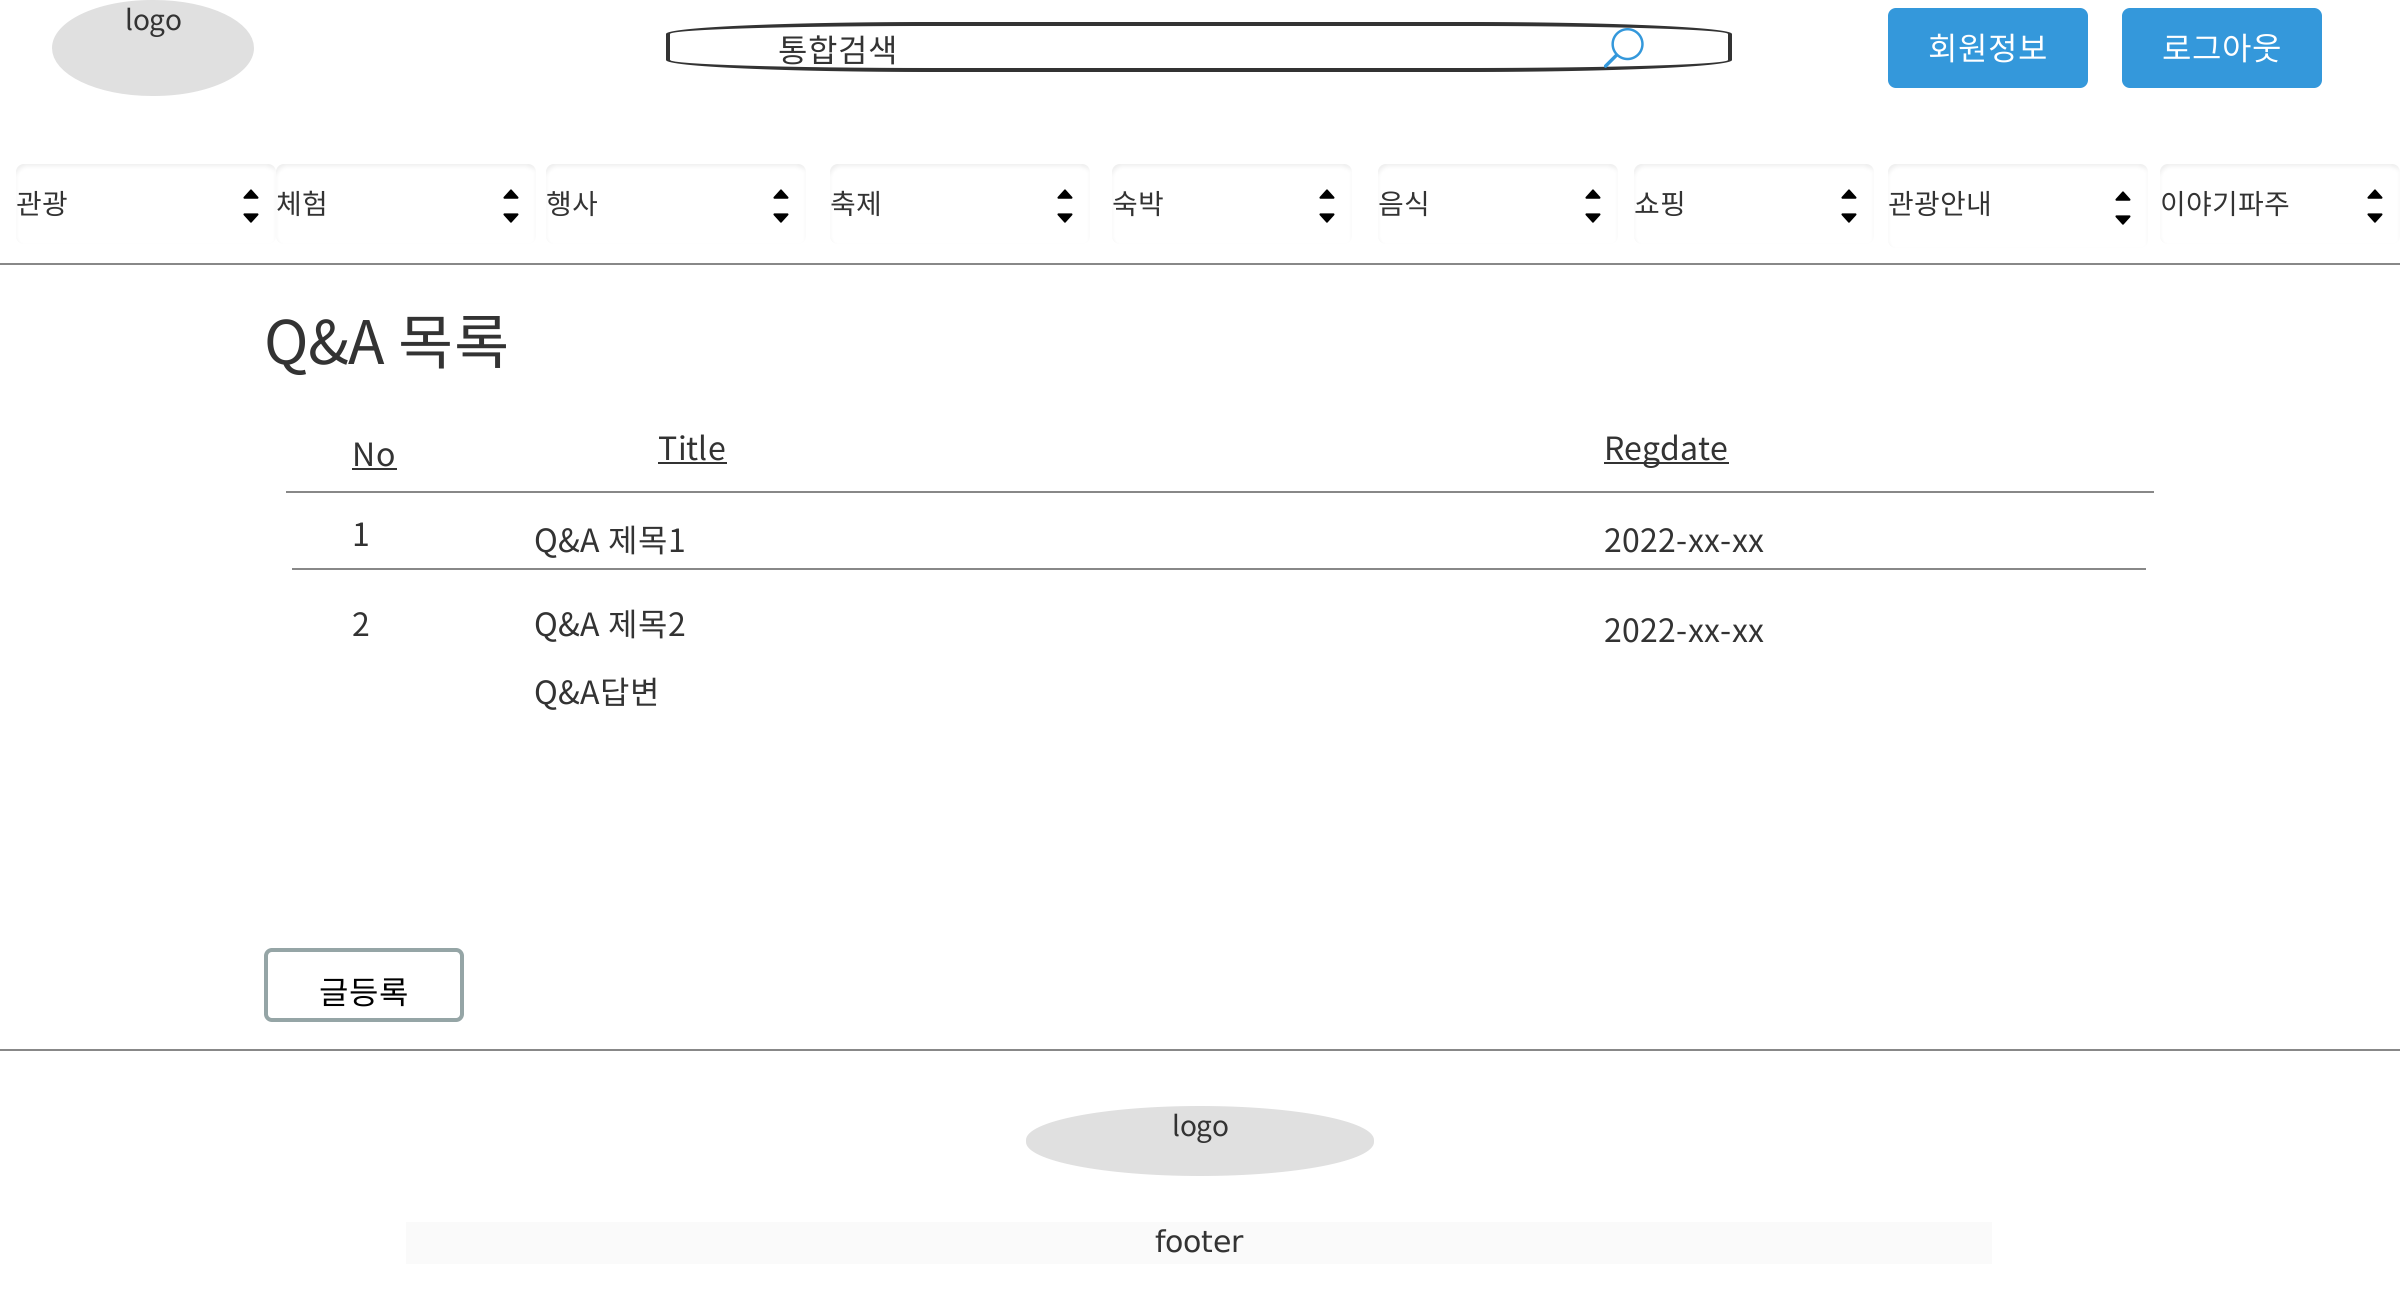 logo
통합검색
회원정보 로그아웃
관광 체험 행사 축제 숙박 음식 쇼핑 관광안내 이야기파주
Q&A 목록
No Title Regdate
1 Q&A 제목1 2022-xx-xx
2 Q&A 제목2 2022-xx-xx
Q&A답변
글등록
logo
footer